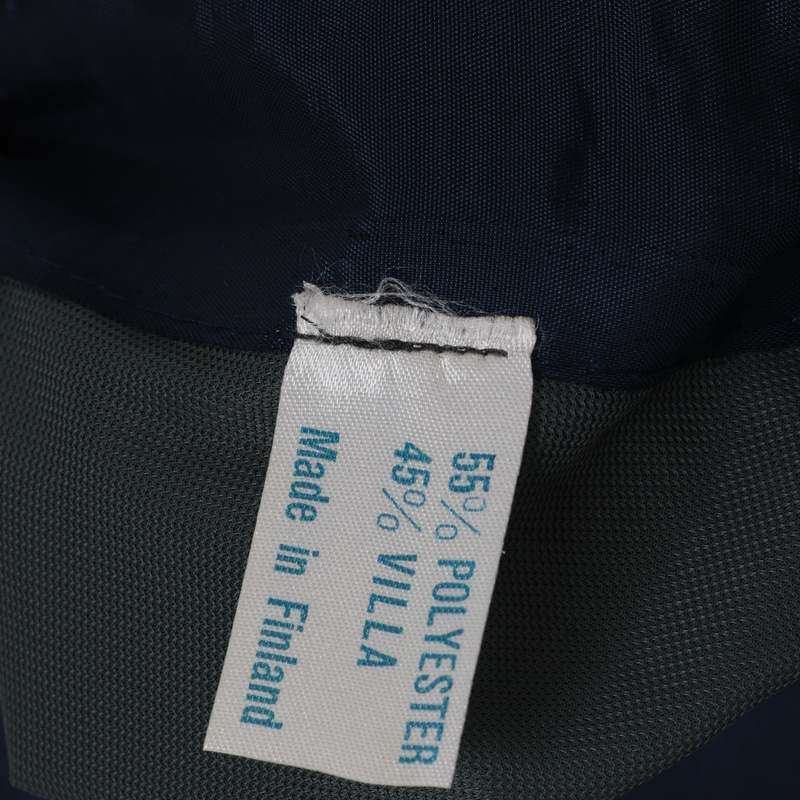 55% POLYESTER
45% VILLA
Made in Finland